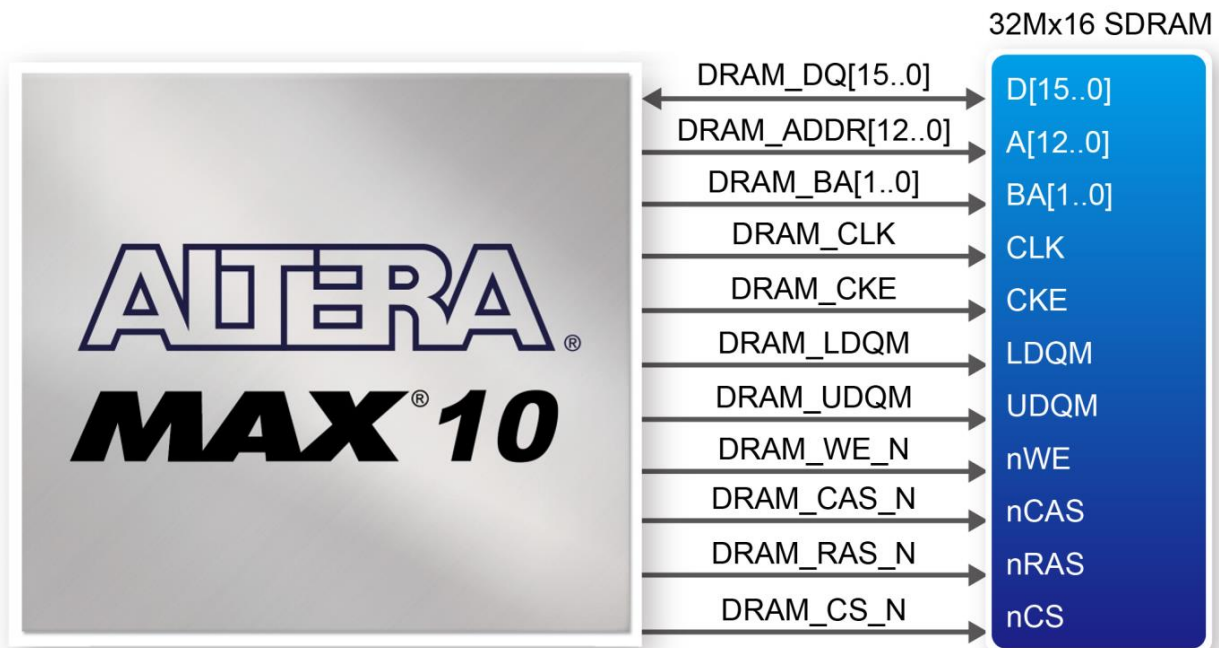 32Mx16 SDRAM
DRAM_DQ[15..0]
D[15..0]
DRAM_ADDR[12..0]
A[12..0]
DRAM_BA[1..0]
BA[1..0]
DRAM_CLK
CLK
DRAM_CKE
CKE
DRAM_LDQM
LDQM
DRAM_UDQM
UDQM
DRAM_WE_N
nWE
DRAM_CAS_N
nCAS
DRAM_RAS_N
nRAS
DRAM_CS_N
nCS
ALTERA®
MAX® 10